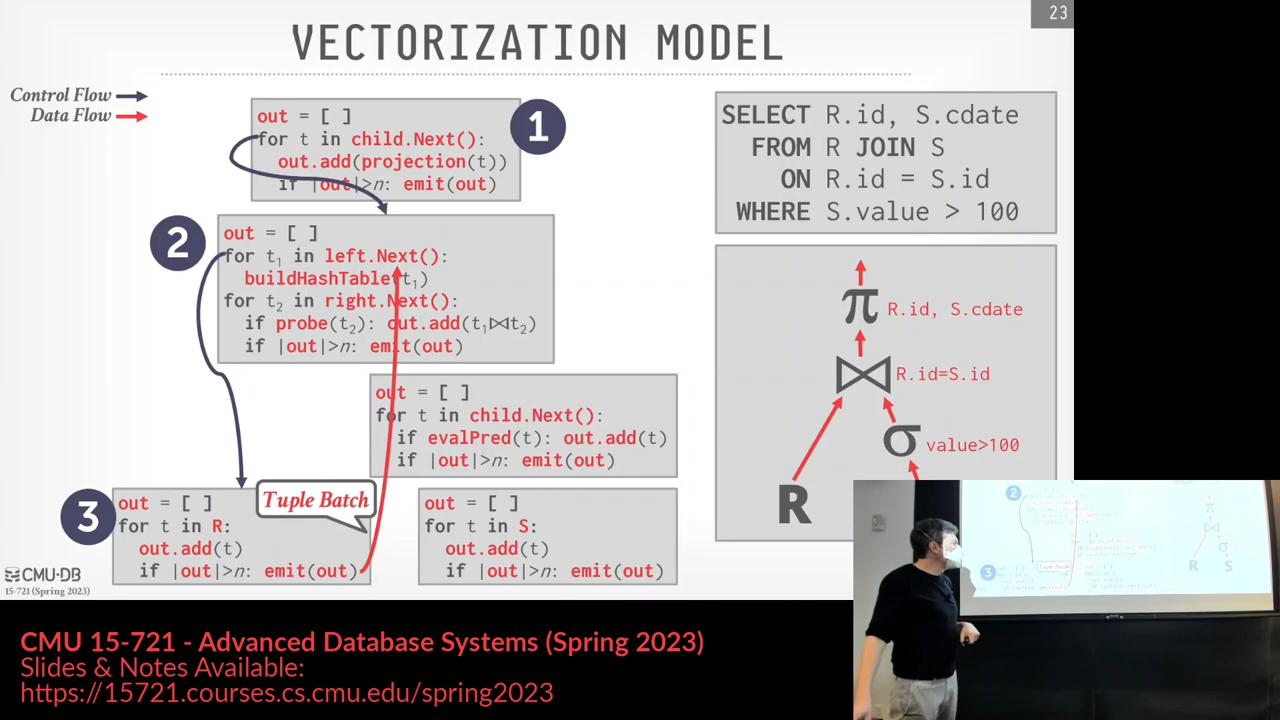 23
VECTORIZATION MODEL
Control Flow
Data Flow
1
out = [ ]
for t in child.Next():
out.add(projection(t))
if |out|>n: emit(out)
2
out = [ ]
for t₁ in left.Next():
buildHashTable(t₁)
for t₂ in right.Next():
if probe(t₂): out.add(t₁⋈t₂)
if |out|>n: emit(out)
out = [ ]
for t in child.Next():
if evalPred(t): out.add(t)
if |out|>n: emit(out)
3
out = [ ]
for t in R:
out.add(t)
if |out|>n: emit(out)
Tuple Batch
out = [ ]
for t in S:
out.add(t)
if |out|>n: emit(out)
SELECT R.id, S.cdate
FROM R JOIN S
ON R.id = S.id
WHERE S.value > 100
π R.id, S.cdate
⋈ R.id=S.id
σ value>100
R
CMU·DB
15-721 (Spring 2023)
2
3
Tuple Batch
π
⋈
σ
R S
CMU 15-721 - Advanced Database Systems (Spring 2023)
Slides & Notes Available:
https://15721.courses.cs.cmu.edu/spring2023